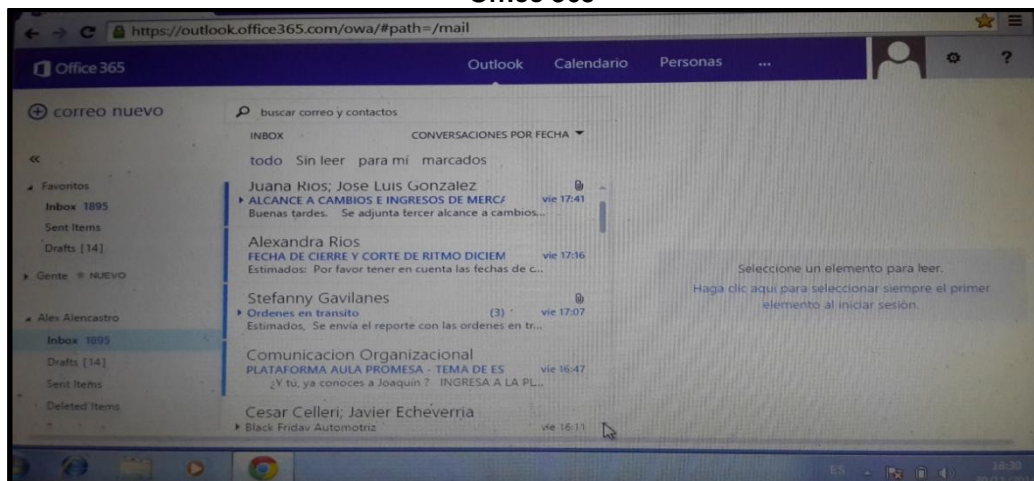 https://outlook.office365.com/owa/#path=/mail
Office 365
Outlook Calendario Personas ... ?
correo nuevo
buscar correo y contactos
INBOX CONVERSACIONES POR FECHA
«
todo Sin leer para mí marcados
Favoritos
Inbox 1895
Sent Items
Drafts [14]
Gente NUEVO
Alex Alencastro
Inbox 1895
Drafts [14]
Sent Items
Deleted Items
Juana Rios; Jose Luis Gonzalez
ALCANCE A CAMBIOS E INGRESOS DE MERCA vie 17:41
Buenas tardes. Se adjunta tercer alcance a cambios...
Alexandra Rios
FECHA DE CIERRE Y CORTE DE RITMO DICIEM vie 17:16
Estimados: Por favor tener en cuenta las fechas de c...
Stefanny Gavilanes
Ordenes en transito (3) vie 17:07
Estimados, Se envía el reporte con las ordenes en tr...
Comunicacion Organizacional
PLATAFORMA AULA PROMESA - TEMA DE ES vie 16:47
¿Y tú, ya conoces a Joaquín ? INGRESA A LA PL...
Cesar Celleri; Javier Echeverria
Black Friday Automotriz vie 16:11
Seleccione un elemento para leer.
Haga clic aquí para seleccionar siempre el primer
elemento al iniciar sesión.
ES
18:30